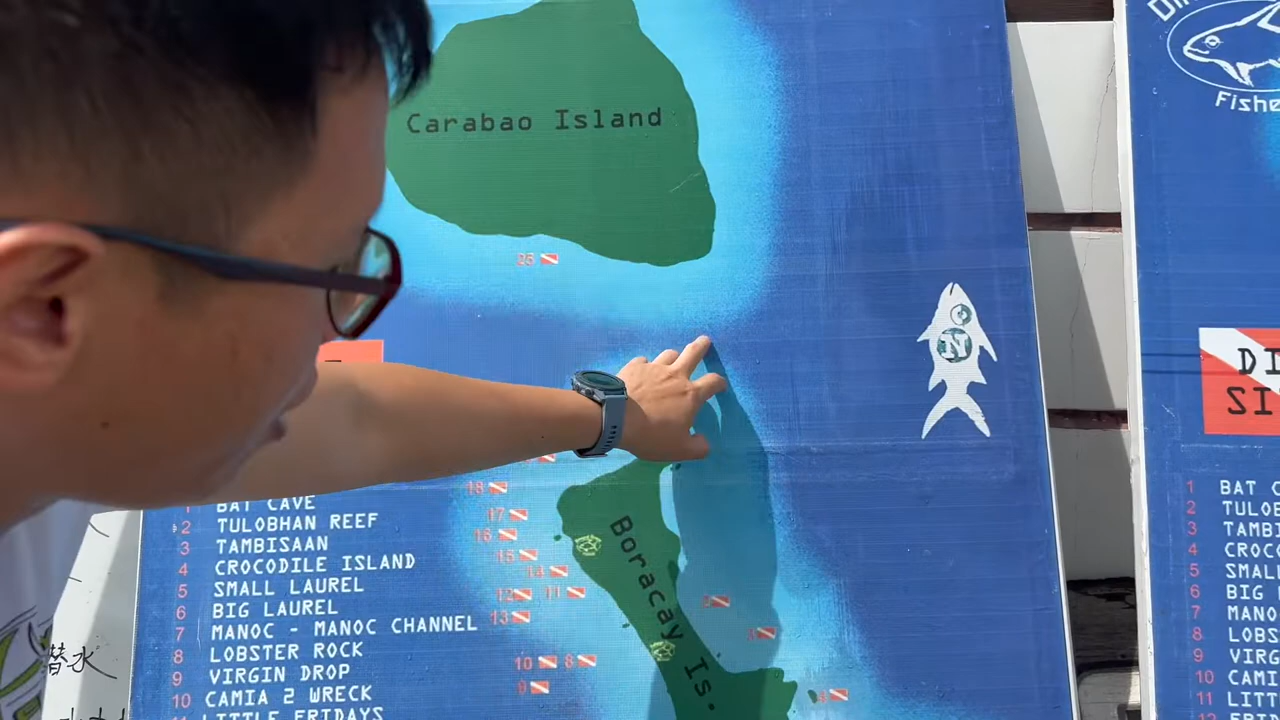 Carabao Island
25
N
18
17
16
15
14
12
11
13
10
8
9
Boracay Is.
1 BAT CAVE
2 TULOBHAN REEF
3 TAMBISAAN
4 CROCODILE ISLAND
5 SMALL LAUREL
6 BIG LAUREL
7 MANOC - MANOC CHANNEL
8 LOBSTER ROCK
9 VIRGIN DROP
10 CAMIA 2 WRECK
11 LITTLE FRIDAYS
潜水
Fishe
DI
SI
1 BAT C
2 TULOB
3 TAMBI
4 CROCO
5 SMALL
6 BIG L
7 MANO
8 LOBS
9 VIRG
10 CAMI
11 LITT